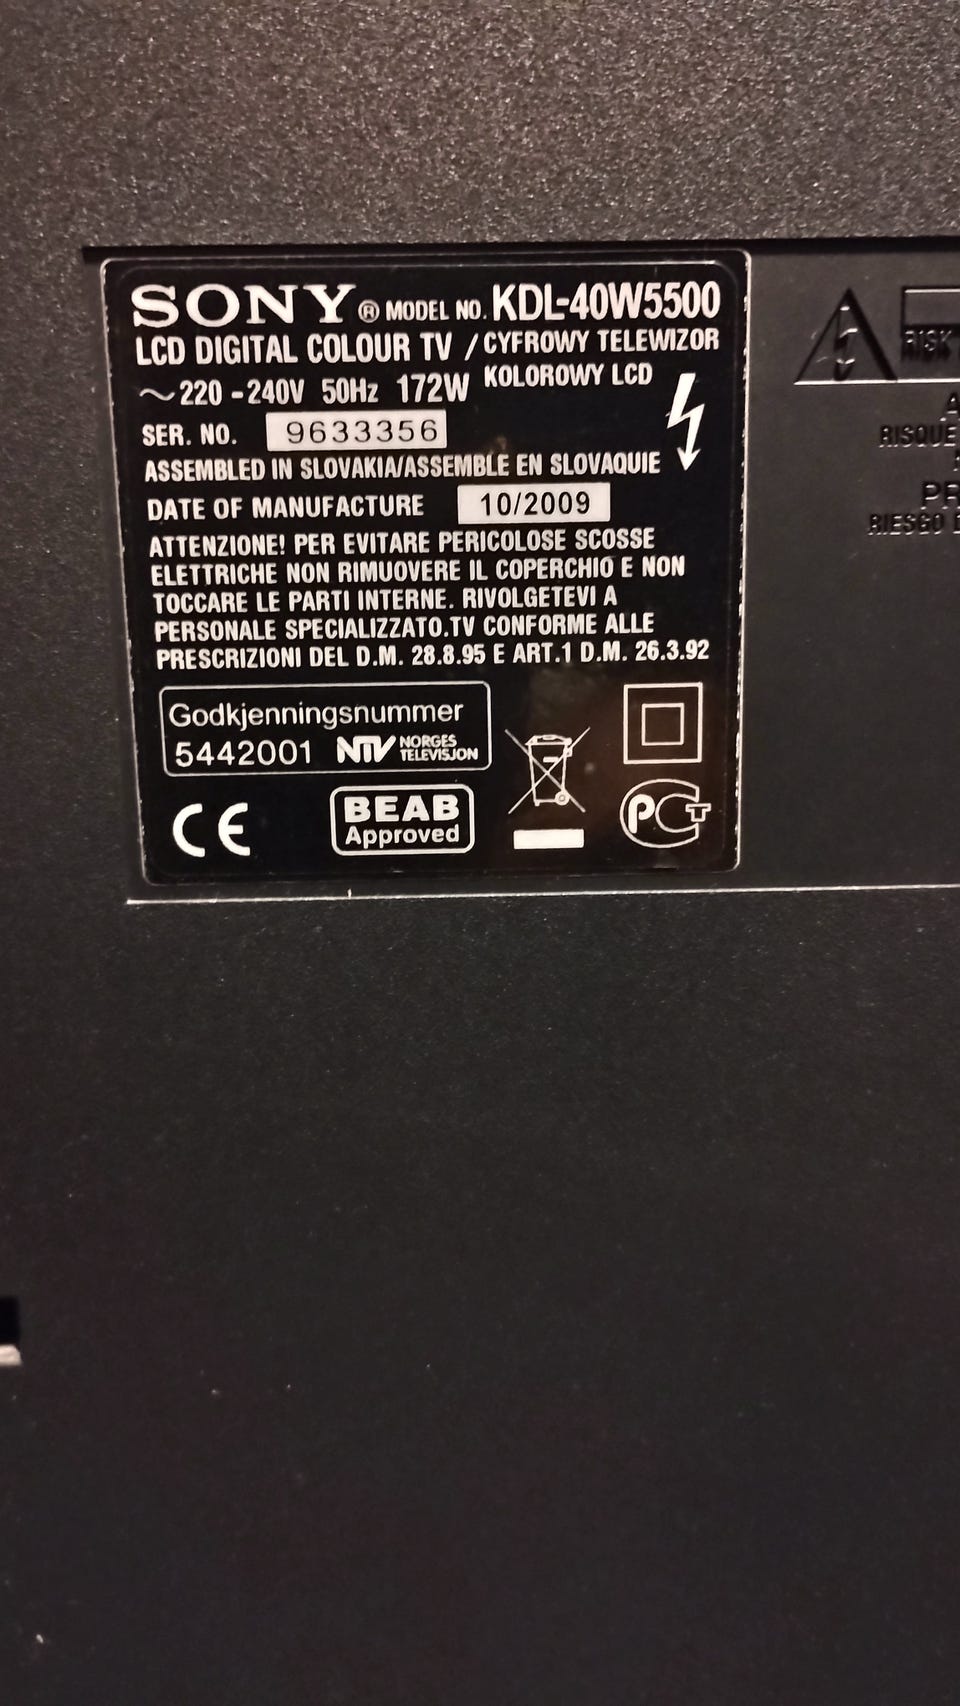 SONY ® MODEL NO. KDL-40W5500
LCD DIGITAL COLOUR TV / CYFROWY TELEWIZOR
KOLOROWY LCD
~ 220 - 240V 50Hz 172W
SER. NO. 9633356
ASSEMBLED IN SLOVAKIA/ASSEMBLE EN SLOVAQUIE
DATE OF MANUFACTURE 10/2009
ATTENZIONE! PER EVITARE PERICOLOSE SCOSSE
ELETTRICHE NON RIMUOVERE IL COPERCHIO E NON
TOCCARE LE PARTI INTERNE. RIVOLGETEVI A
PERSONALE SPECIALIZZATO.TV CONFORME ALLE
PRESCRIZIONI DEL D.M. 28.8.95 E ART.1 D.M. 26.3.92
Godkjenningsnummer
5442001 NTV NORGES
TELEVISJON
CE
BEAB
Approved
PCT
RISK
RISQUE
RIESGO